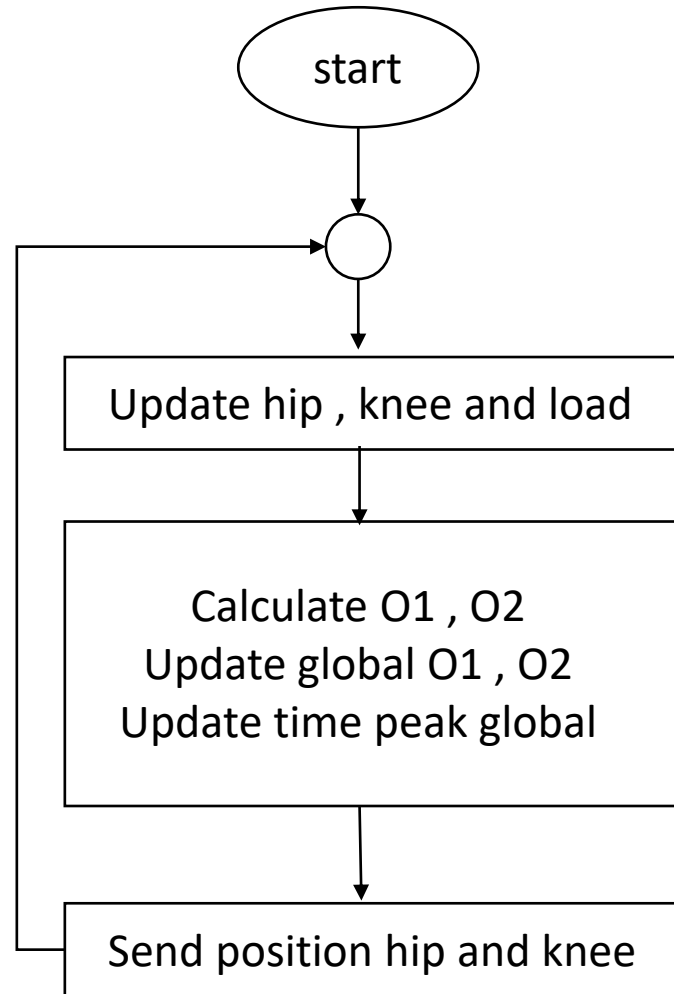 start
Update hip , knee and load
Calculate O1 , O2
Update global O1 , O2
Update time peak global
Send position hip and knee